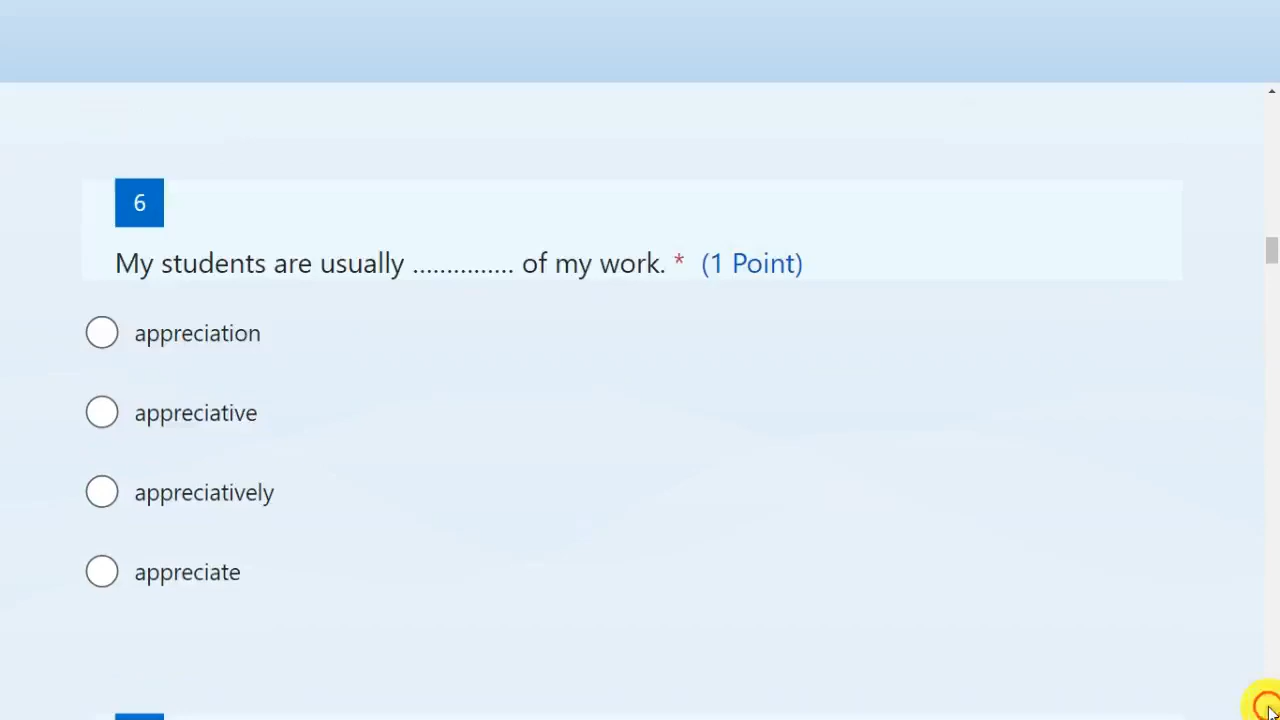 6
My students are usually ............... of my work. * (1 Point)
appreciation
appreciative
appreciatively
appreciate